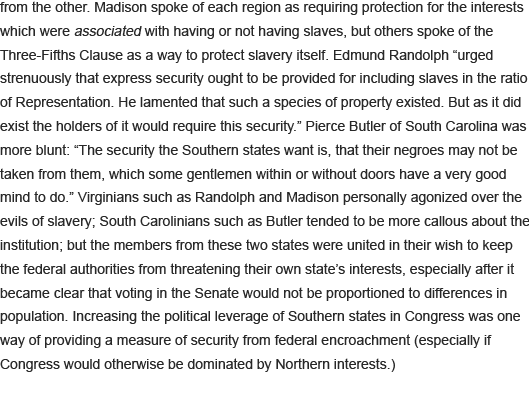 from the other. Madison spoke of each region as requiring protection for the interests
which were associated with having or not having slaves, but others spoke of the
Three-Fifths Clause as a way to protect slavery itself. Edmund Randolph “urged
strenuously that express security ought to be provided for including slaves in the ratio
of Representation. He lamented that such a species of property existed. But as it did
exist the holders of it would require this security.” Pierce Butler of South Carolina was
more blunt: “The security the Southern states want is, that their negroes may not be
taken from them, which some gentlemen within or without doors have a very good
mind to do.” Virginians such as Randolph and Madison personally agonized over the
evils of slavery; South Carolinians such as Butler tended to be more callous about the
institution; but the members from these two states were united in their wish to keep
the federal authorities from threatening their own state’s interests, especially after it
became clear that voting in the Senate would not be proportioned to differences in
population. Increasing the political leverage of Southern states in Congress was one
way of providing a measure of security from federal encroachment (especially if
Congress would otherwise be dominated by Northern interests.)